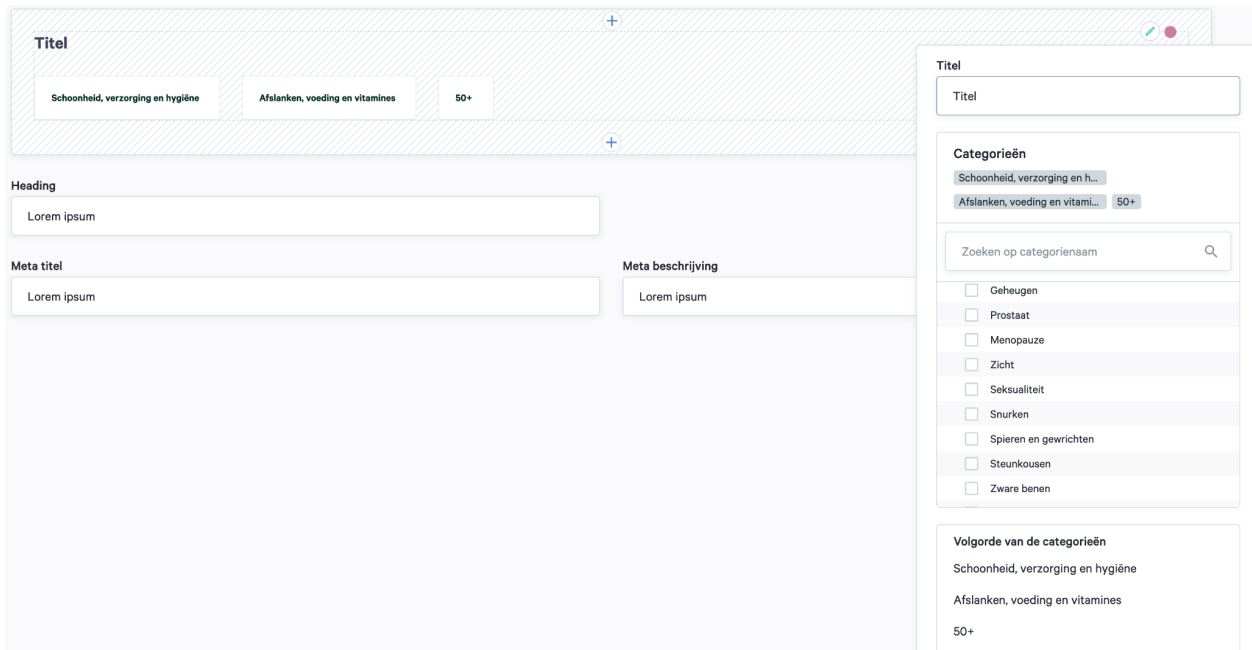 Titel
Schoonheid, verzorging en hygiëne
Afslanken, voeding en vitamines
50+
Heading
Lorem ipsum
Meta titel
Lorem ipsum
Meta beschrijving
Lorem ipsum
Titel
Titel
Categorieën
Schoonheid, verzorging en h...
Afslanken, voeding en vitami... 50+
Zoeken op categorienaam
Geheugen
Prostaat
Menopauze
Zicht
Seksualiteit
Snurken
Spieren en gewrichten
Steunkousen
Zware benen
Volgorde van de categorieën
Schoonheid, verzorging en hygiëne
Afslanken, voeding en vitamines
50+